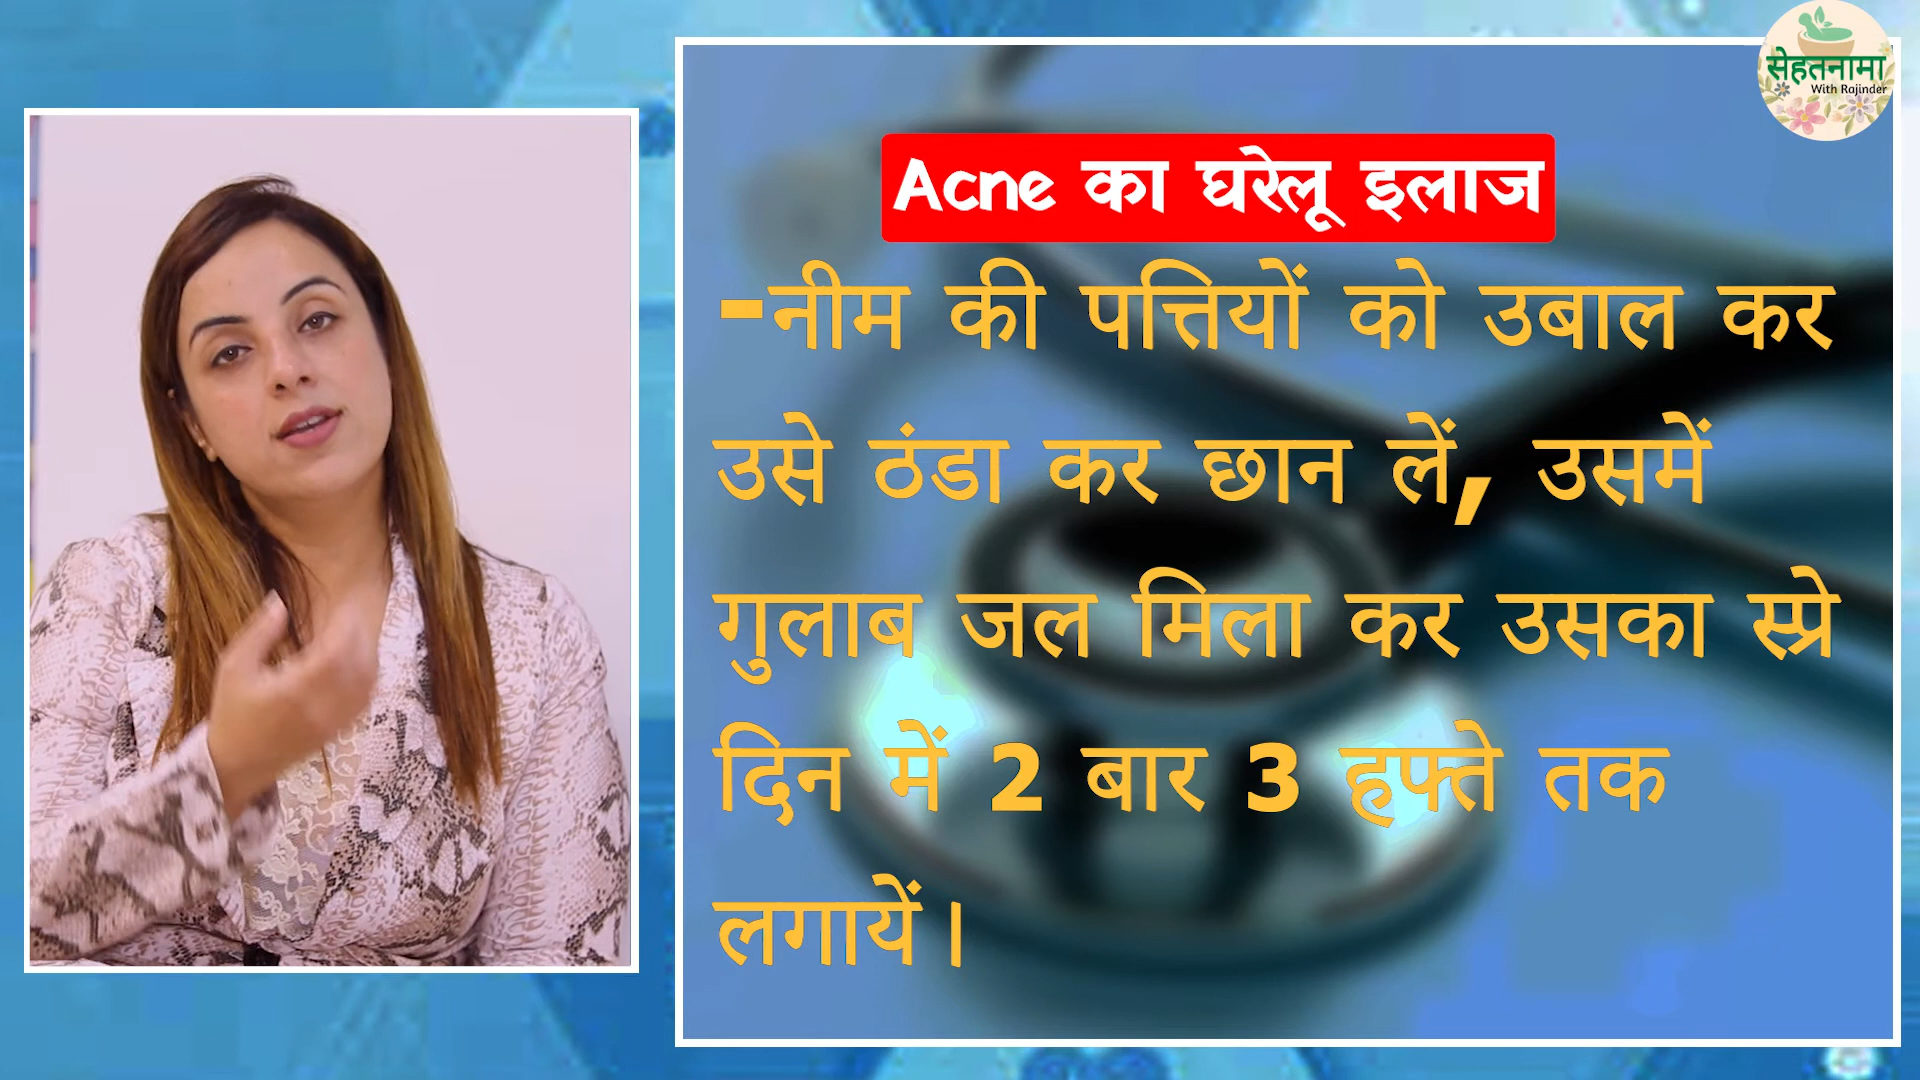 सेहतनामा
With Rajinder
Acne का घरेलू इलाज
-नीम की पत्तियों को उबाल कर
उसे ठंडा कर छान लें, उसमें
गुलाब जल मिला कर उसका स्प्रे
दिन में 2 बार 3 हफ्ते तक
लगायें।